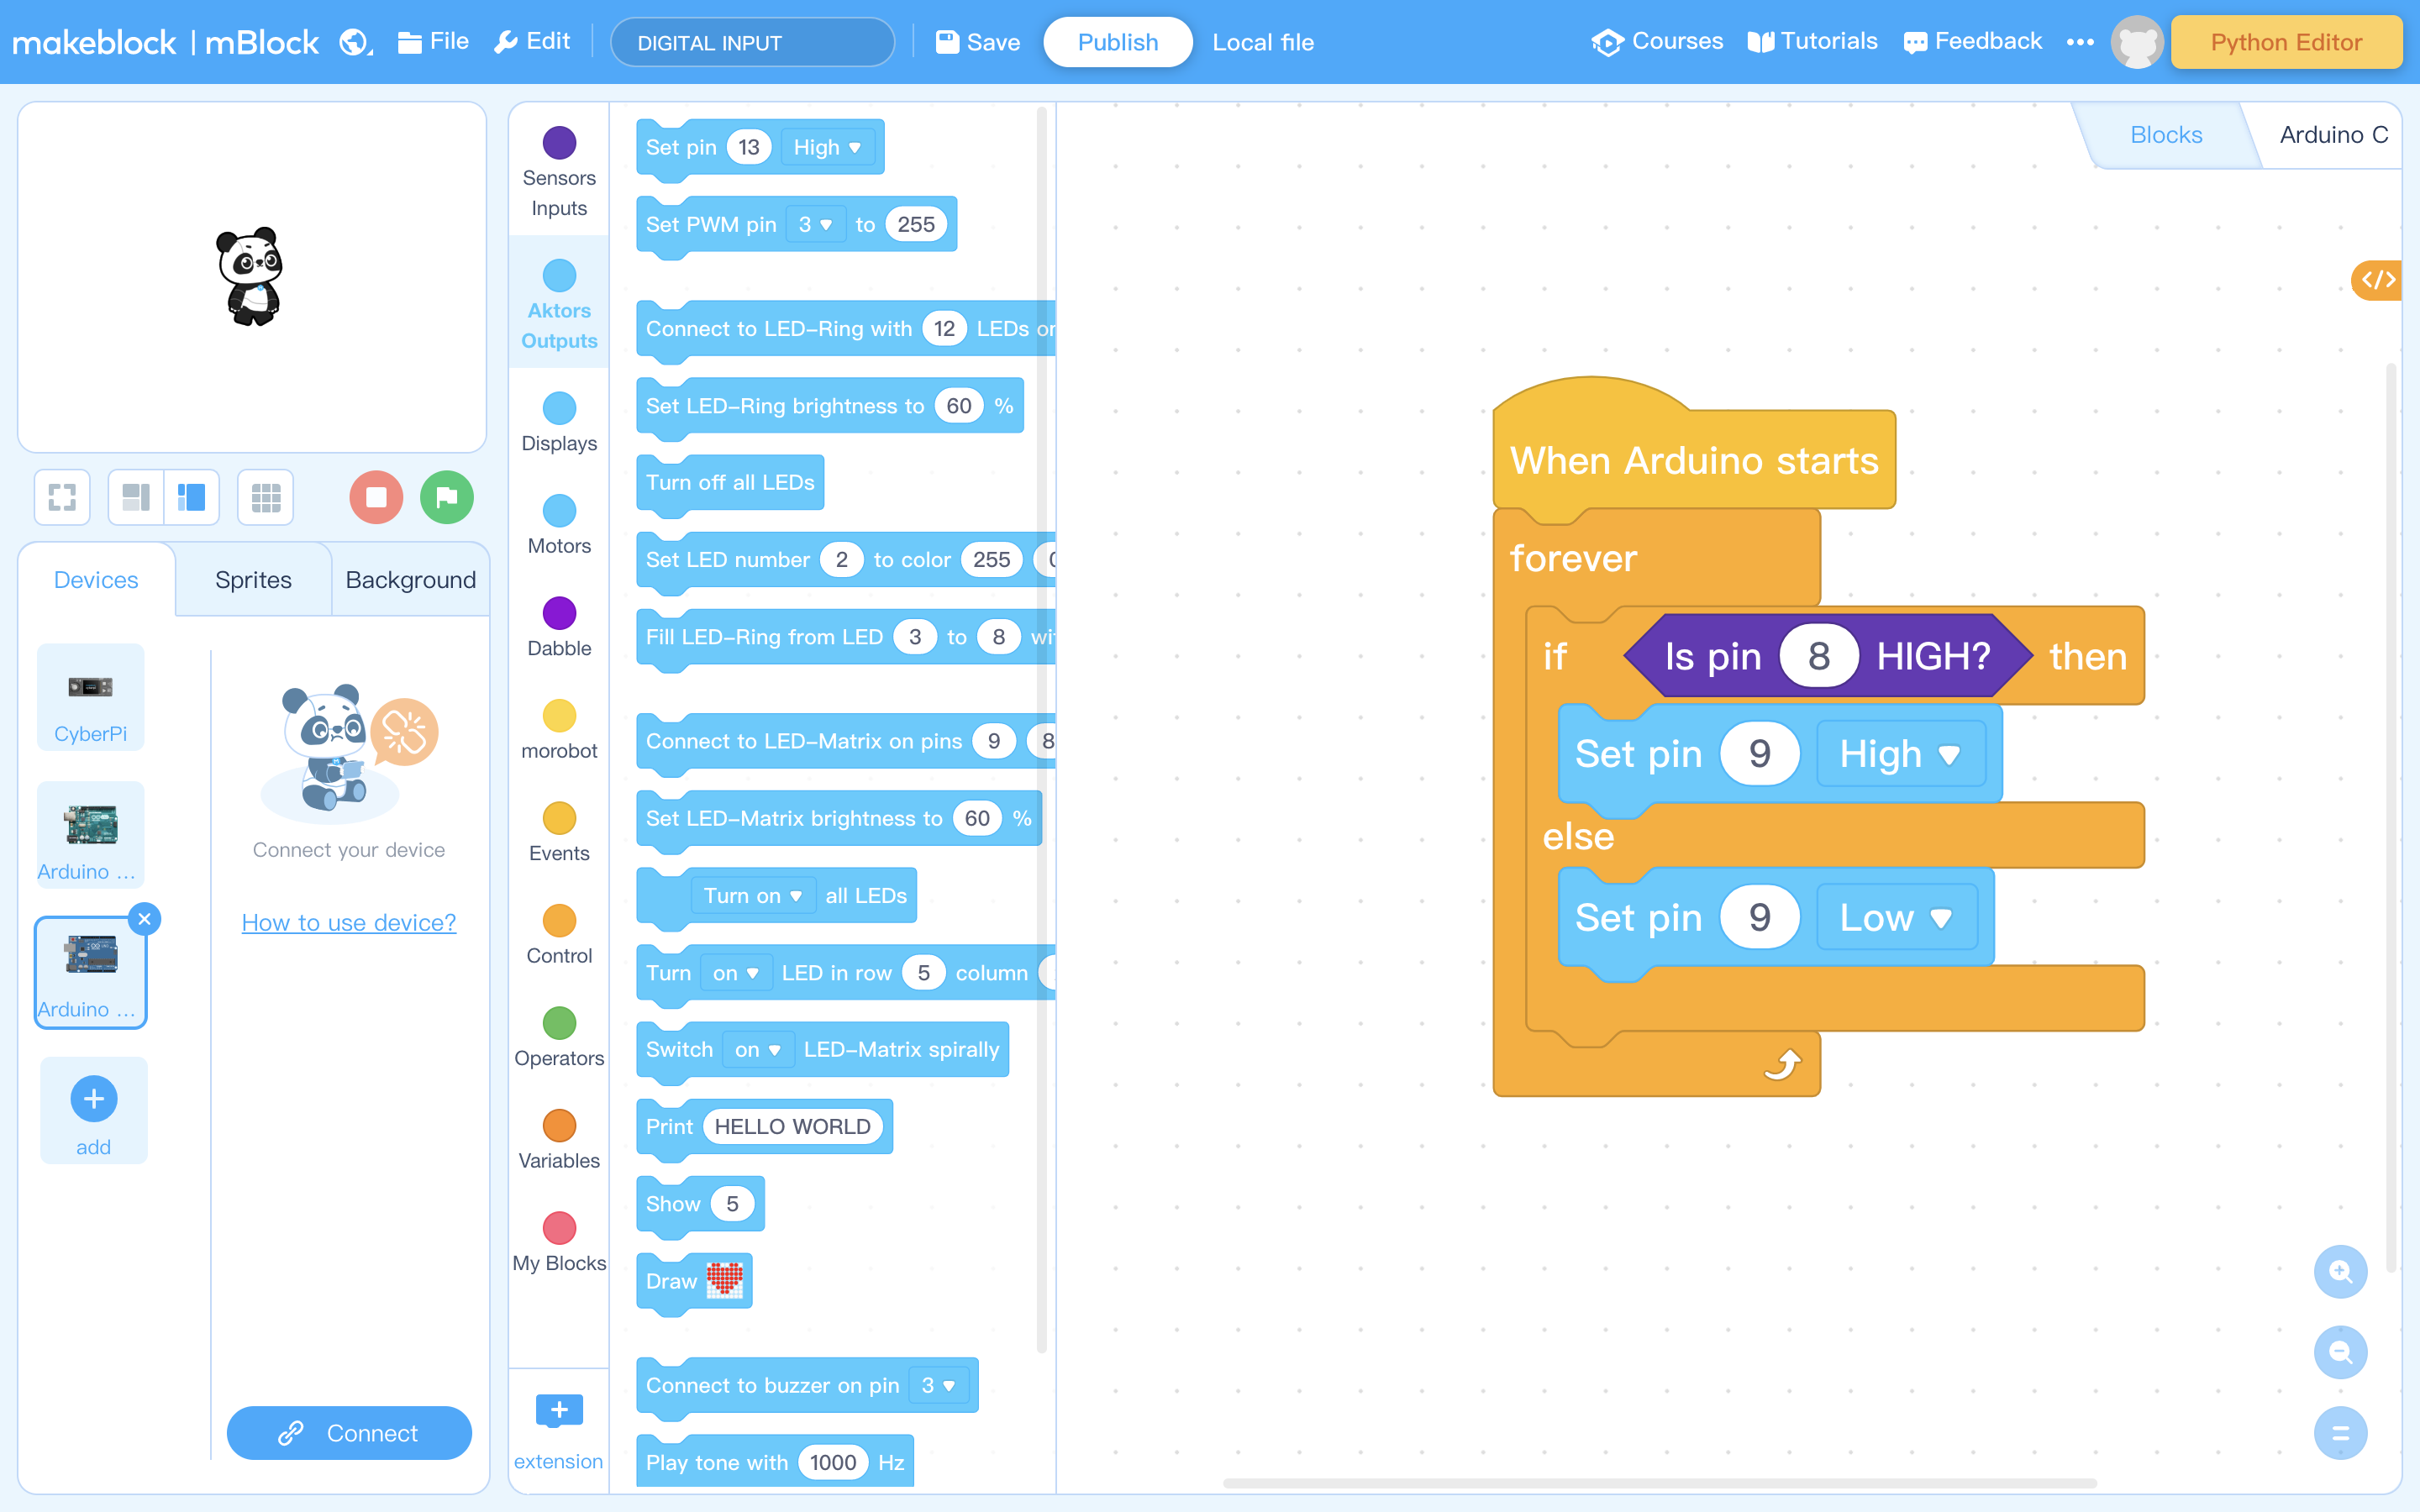 makeblock | mBlock File Edit DIGITAL INPUT Save Publish Local file Courses Tutorials Feedback Python Editor
Devices Sprites Background
CyberPi
Arduino ...
Arduino ...
add
Connect your device
How to use device?
Connect
Sensors
Inputs
Aktors
Outputs
Displays
Motors
Dabble
morobot
Events
Control
Operators
Variables
My Blocks
extension
Set pin 13 High
Set PWM pin 3 to 255
Connect to LED-Ring with 12 LEDs
Set LED-Ring brightness to 60 %
Turn off all LEDs
Set LED number 2 to color 255
Fill LED-Ring from LED 3 to 8
Connect to LED-Matrix on pins 9 8
Set LED-Matrix brightness to 60 %
Turn on all LEDs
Turn on LED in row 5 column
Switch on LED-Matrix spirally
Print HELLO WORLD
Show 5
Draw
Connect to buzzer on pin 3
Play tone with 1000 Hz
Blocks Arduino C
</>
When Arduino starts
forever
if Is pin 8 HIGH? then
Set pin 9 High
else
Set pin 9 Low